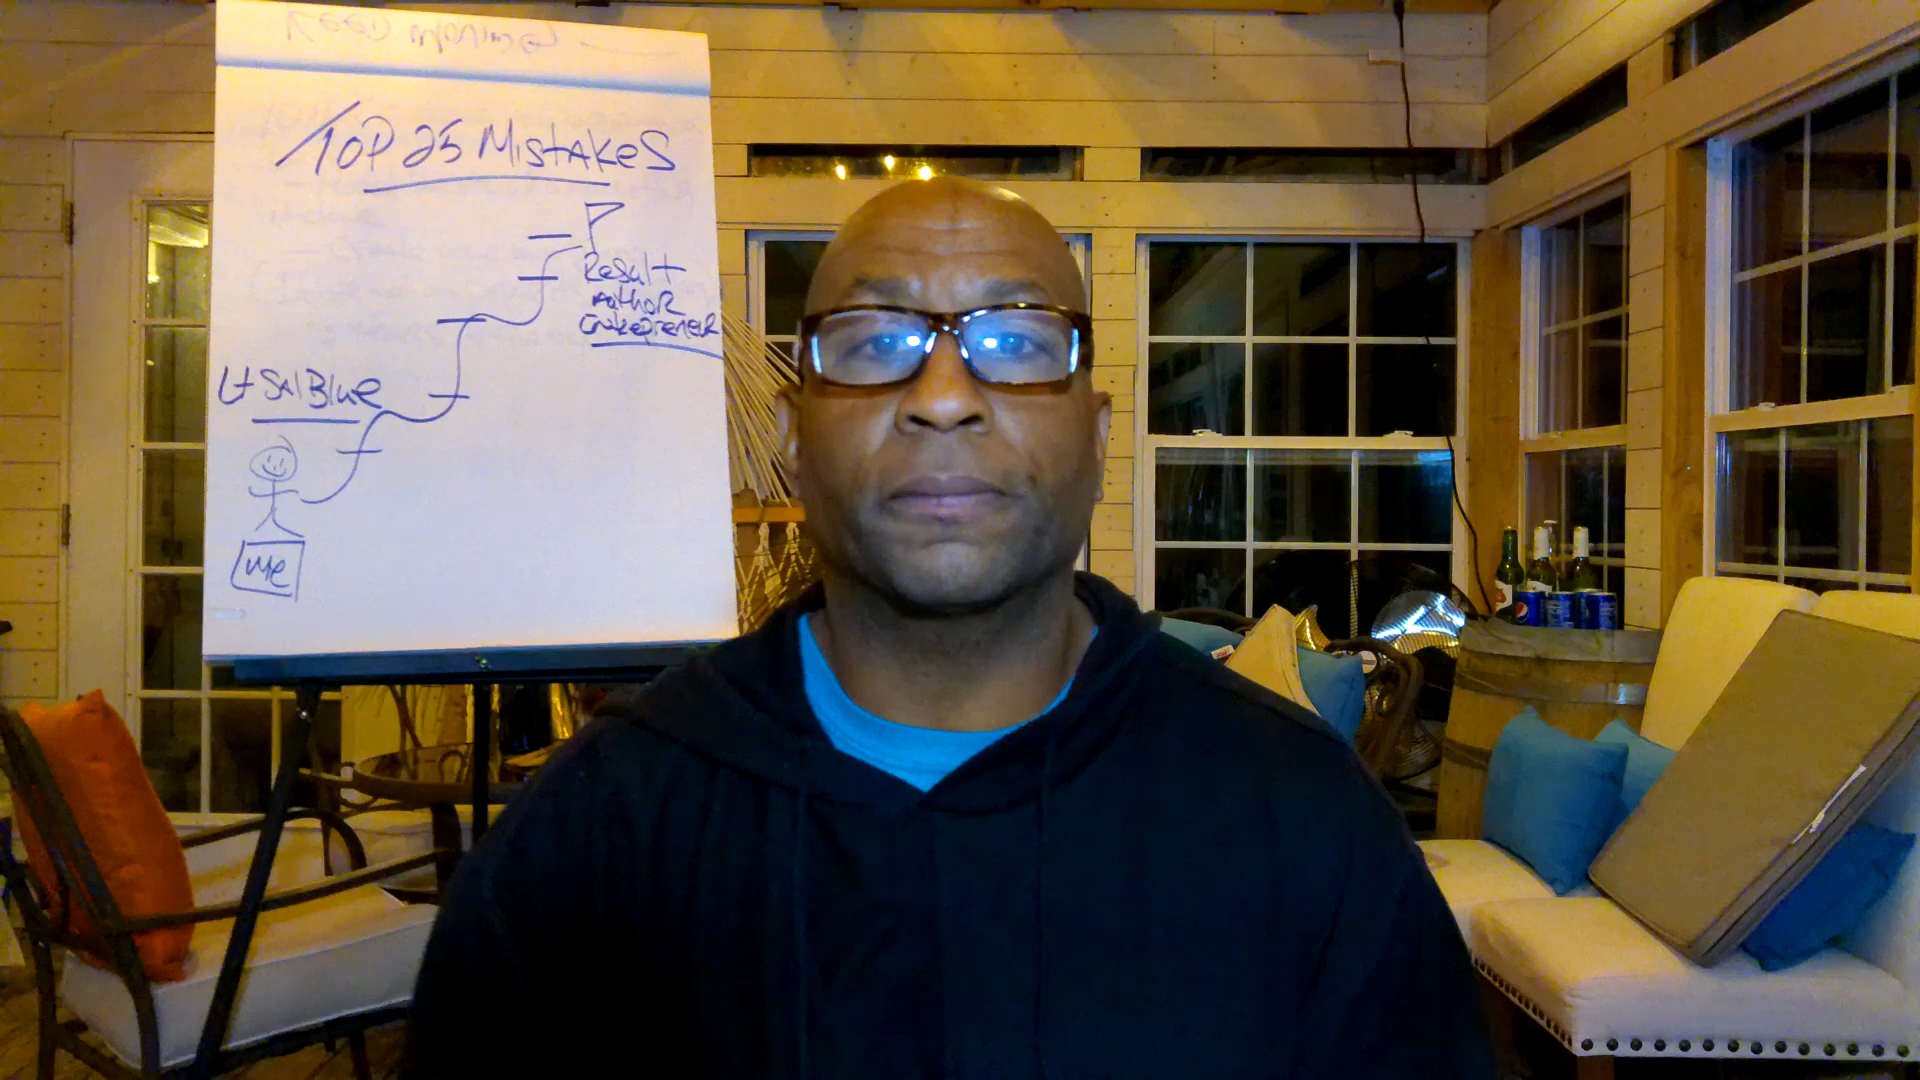 Top 25 Mistakes
Result
Author
Entrepreneur
Lt Sal Blue
Me